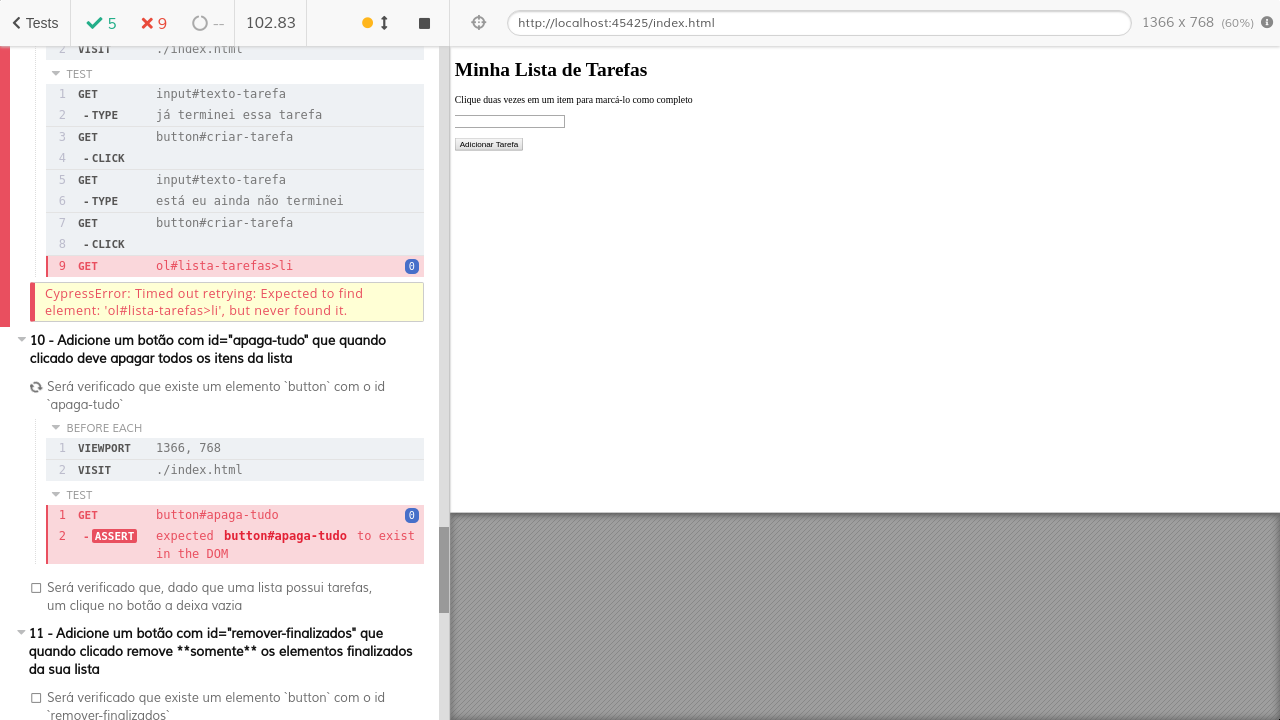 Tests
5
9
--
102.83
http://localhost:45425/index.html
1366 x 768 (60%)
2 VISIT ./index.html
TEST
1 GET input#texto-tarefa
2 -TYPE já terminei essa tarefa
3 GET button#criar-tarefa
4 -CLICK
5 GET input#texto-tarefa
6 -TYPE está eu ainda não terminei
7 GET button#criar-tarefa
8 -CLICK
9 GET ol#lista-tarefas>li 0
CypressError: Timed out retrying: Expected to find
element: 'ol#lista-tarefas>li', but never found it.
10 - Adicione um botão com id="apaga-tudo" que quando
clicado deve apagar todos os itens da lista
Será verificado que existe um elemento `button` com o id
`apaga-tudo`
BEFORE EACH
1 VIEWPORT 1366, 768
2 VISIT ./index.html
TEST
1 GET button#apaga-tudo 0
2 -ASSERT expected button#apaga-tudo to exist
in the DOM
Será verificado que, dado que uma lista possui tarefas,
um clique no botão a deixa vazia
11 - Adicione um botão com id="remover-finalizados" que
quando clicado remove **somente** os elementos finalizados
da sua lista
Será verificado que existe um elemento `button` com o id
`remover-finalizados`
Minha Lista de Tarefas
Clique duas vezes em um item para marcá-lo como completo
Adicionar Tarefa